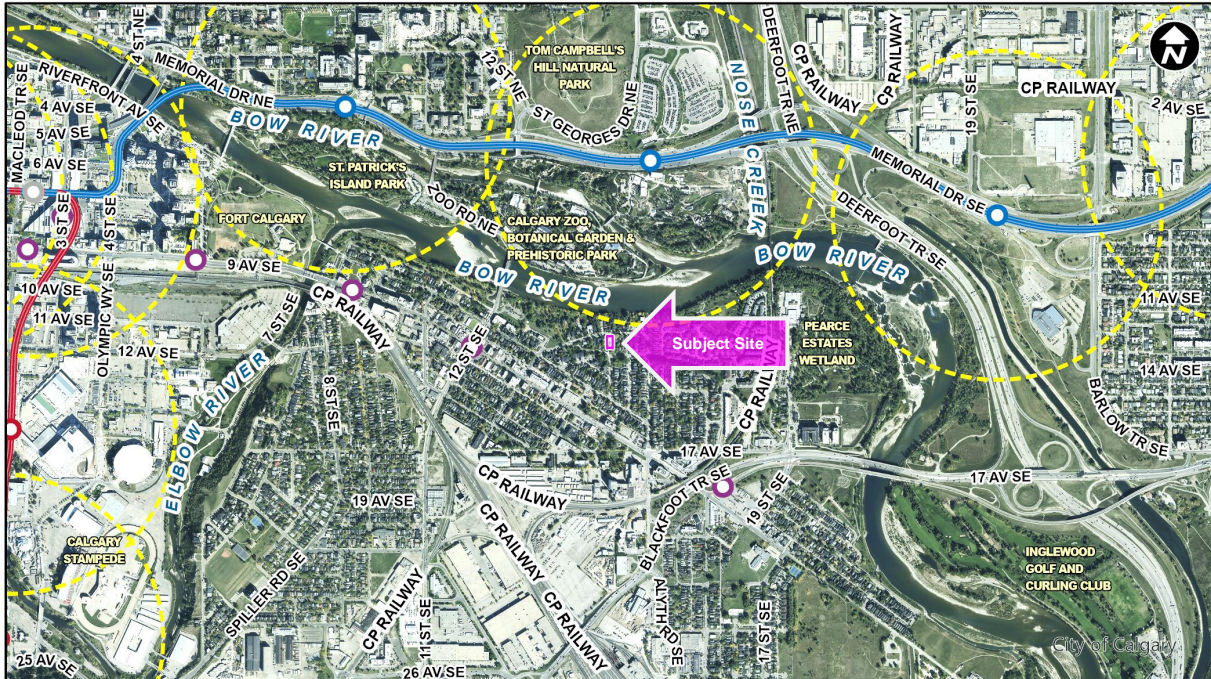 4 ST NE
MEMORIAL DR NE
RIVERFRONT AV SE
MACLEOD TR SE
4 AV SE
5 AV SE
6 AV SE
3 ST SE
4 ST SE
BOW RIVER
ST. PATRICK'S
ISLAND PARK
FORT CALGARY
ZOO RD NE
12 ST NE
TOM CAMPBELL'S
HILL NATURAL
PARK
ST GEORGES DR NE
NOSE CREEK
DEERFOOT TR NE
CP RAILWAY
CP RAILWAY
19 ST SE
CP RAILWAY
2 AV SE
N
MEMORIAL DR SE
DEERFOOT TR SE
CALGARY ZOO,
BOTANICAL GARDEN &
PREHISTORIC PARK
BOW RIVER
BOW RIVER
9 AV SE
10 AV SE
11 AV SE
OLYMPIC WY SE
12 AV SE
7 ST SE
CP RAILWAY
ELBOW RIVER
8 ST SE
12 ST SE
Subject Site
CP RAILWAY
PEARCE
ESTATES
WETLAND
11 AV SE
14 AV SE
BARLOW TR SE
17 AV SE
17 AV SE
19 AV SE
CP RAILWAY
CP RAILWAY
BLACKFOOT TR SE
19 ST SE
CALGARY
STAMPEDE
SPILLER RD SE
CP RAILWAY
11 ST SE
ALYTH RD SE
17 ST SE
INGLEWOOD
GOLF AND
CURLING CLUB
25 AV SE
26 AV SE
City of Calgary